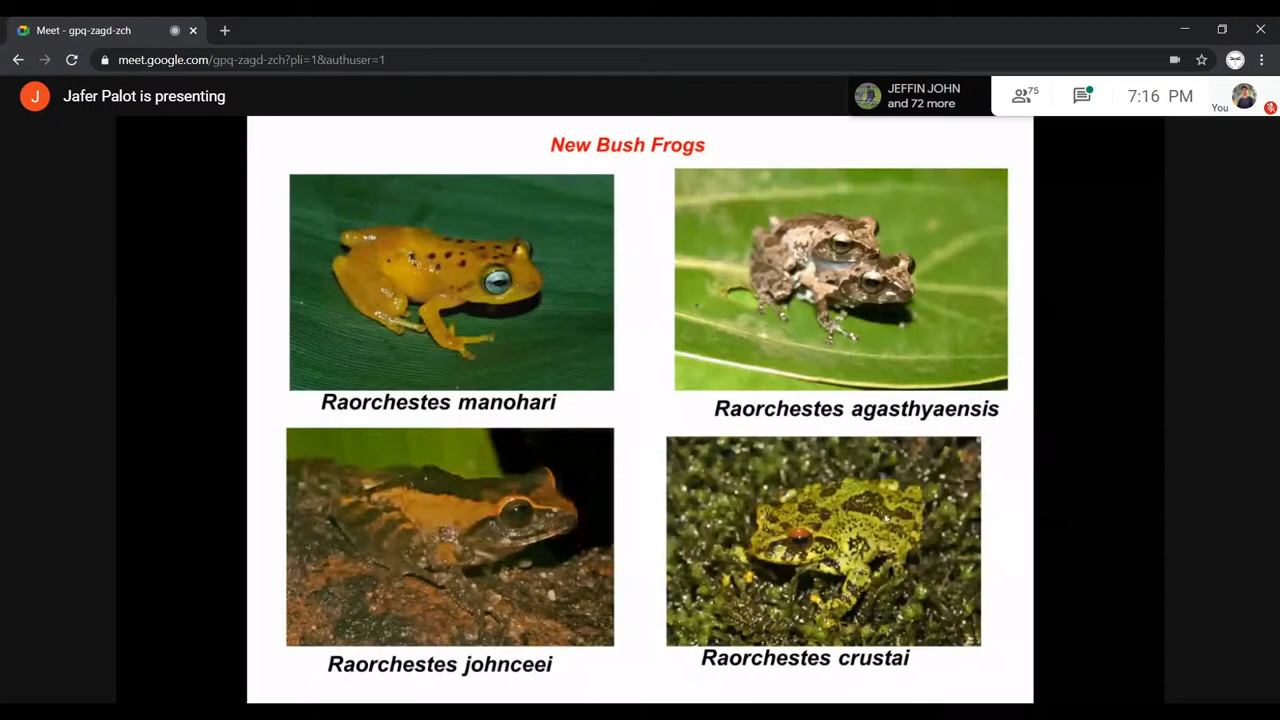 Meet - gpq-zagd-zch
meet.google.com/gpq-zagd-zch?pli=1&authuser=1
J
Jafer Palot is presenting
JEFFIN JOHN
and 72 more
75
7:16 PM
You
New Bush Frogs
Raorchestes manohari
Raorchestes agasthyaensis
Raorchestes johnceei
Raorchestes crustai